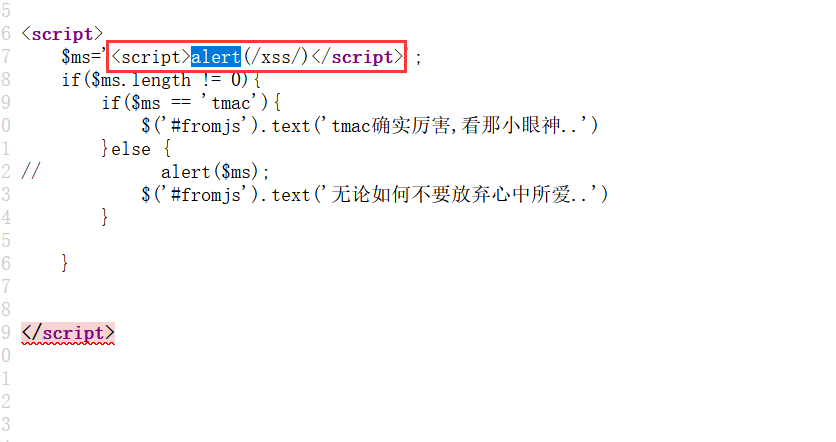 5
6 <script>
7     $ms='<script>alert(/xss/)</script>';
8     if($ms.length != 0){
9         if($ms == 'tmac'){
0             $('#fromjs').text('tmac确实厉害,看那小眼神..')
1         }else {
2 //            alert($ms);
3             $('#fromjs').text('无论如何不要放弃心中所爱..')
4         }
5
6     }
7
8
9 </script>
0
1
2
3
4